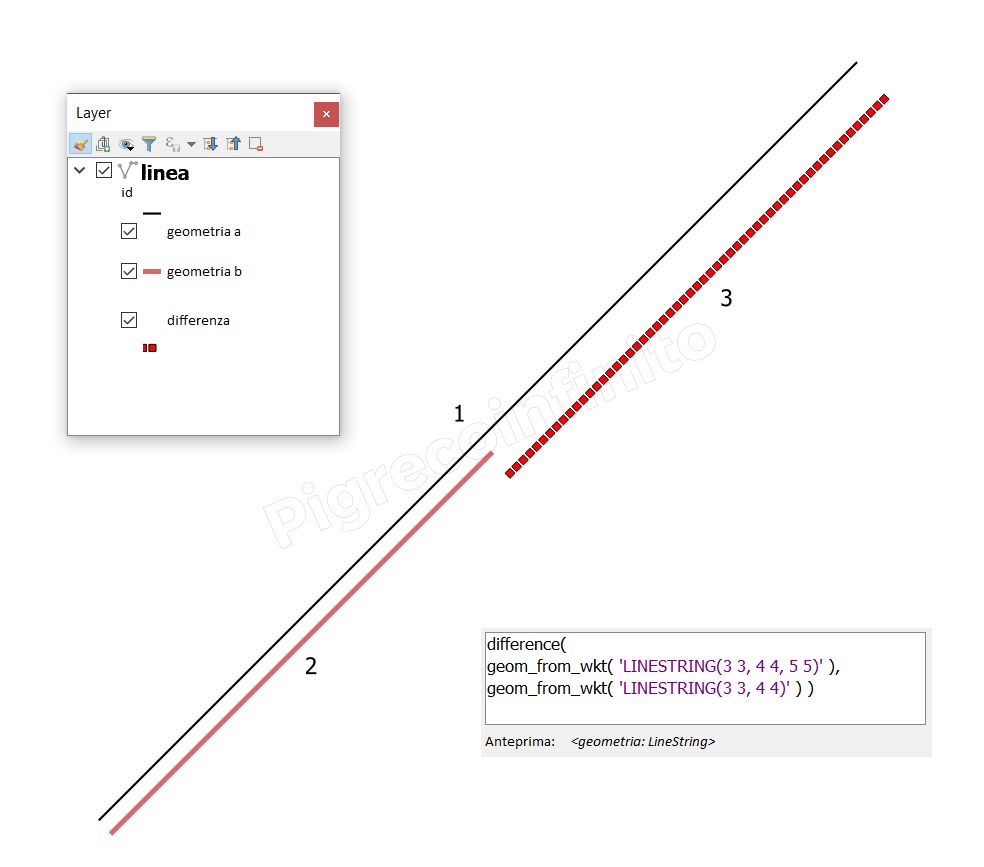 Layer
linea
id
geometria a
geometria b
differenza
3
1
Pigrecoinfinito
2
difference(
geom_from_wkt( 'LINESTRING(3 3, 4 4, 5 5)' ),
geom_from_wkt( 'LINESTRING(3 3, 4 4)' ) )
Anteprima: <geometria: LineString>